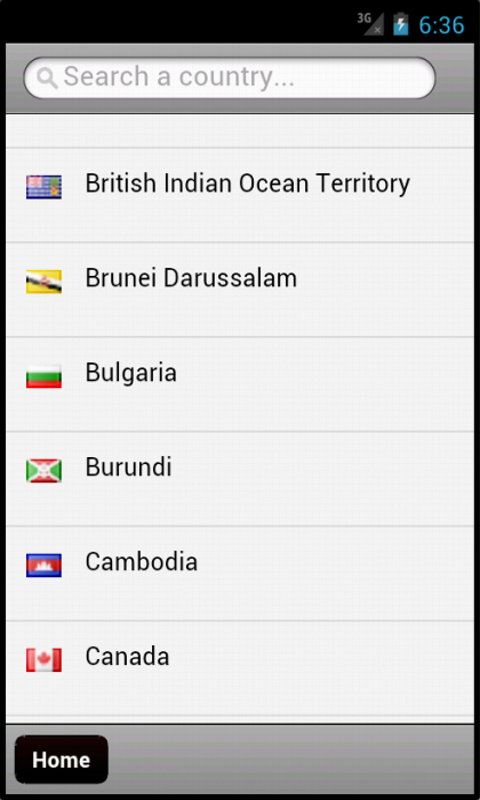 3G
6:36
Search a country...
British Indian Ocean Territory
Brunei Darussalam
Bulgaria
Burundi
Cambodia
Canada
Home